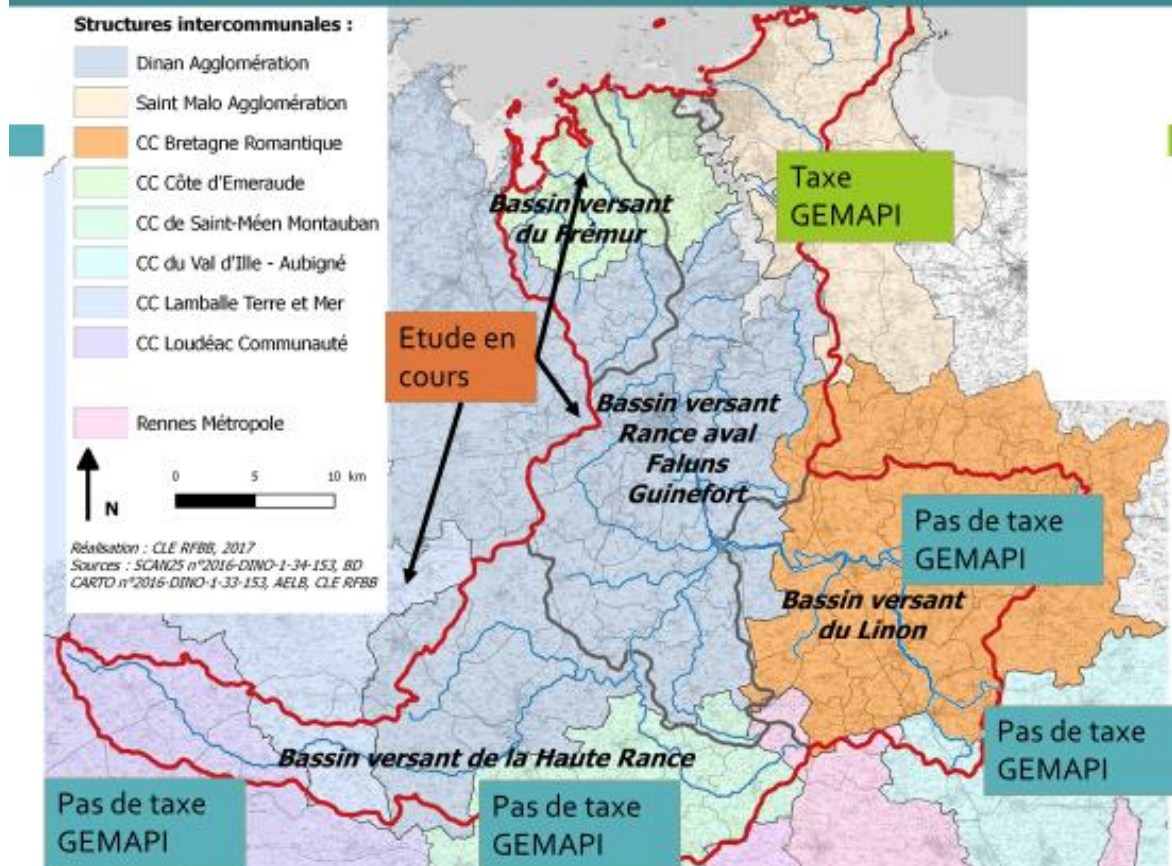 Structures intercommunales :
Dinan Agglomération
Saint Malo Agglomération
CC Bretagne Romantique
CC Côte d'Emeraude
CC de Saint-Méen Montauban
CC du Val d'Ille - Aubigné
CC Lamballe Terre et Mer
CC Loudéac Communauté
Rennes Métropole
N
0 5 10 km
Réalisation : CLE RFBB, 2017
Sources : SCAN25 n°2016-DINO-1-34-153, BD
CARTO n°2016-DINO-1-33-153, AELB, CLE RFBB
Taxe
GEMAPI
Bassin versant
du Frémur
Etude en
cours
Bassin versant
Rance aval
Faluns
Guinefort
Pas de taxe
GEMAPI
Bassin versant
du Linon
Pas de taxe
GEMAPI
Bassin versant de la Haute Rance
Pas de taxe
GEMAPI
Pas de taxe
GEMAPI